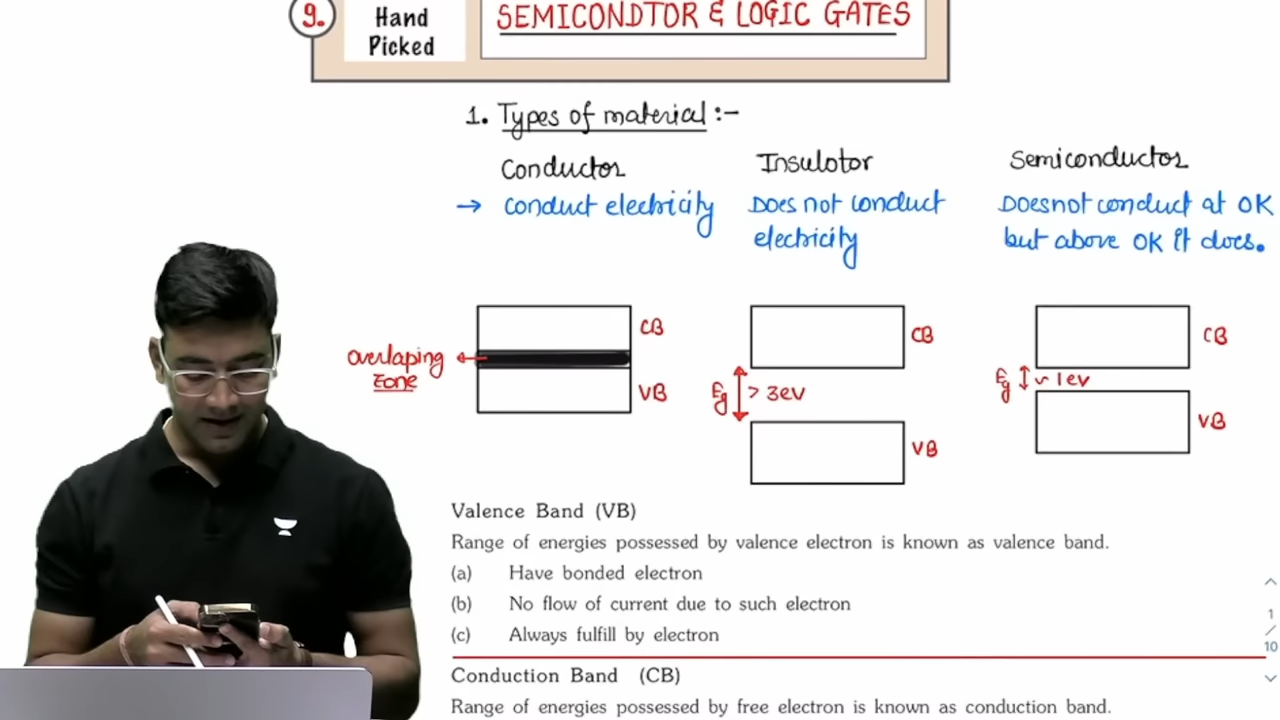 9.
Hand
Picked
SEMICONDTOR & LOGIC GATES
1. Types of material :-
Conductor
Insulator
Semiconductor
→ conduct electricity
Does not conduct
electricity
Doesnot conduct at 0K
but above 0K it does.
CB
overlaping
zone
VB
CB
Eg > 3ev
VB
CB
Eg ~ 1ev
VB
Valence Band (VB)
Range of energies possessed by valence electron is known as valence band.
(a) Have bonded electron
(b) No flow of current due to such electron
(c) Always fulfill by electron
Conduction Band (CB)
Range of energies possessed by free electron is known as conduction band.
1
/
10